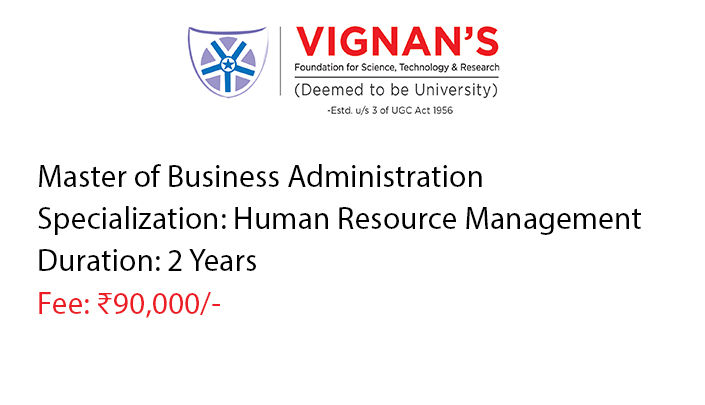 VIGNAN'S
Foundation for Science, Technology & Research
(Deemed to be University)
-Estd. u/s 3 of UGC Act 1956
Master of Business Administration
Specialization: Human Resource Management
Duration: 2 Years
Fee: ₹90,000/-